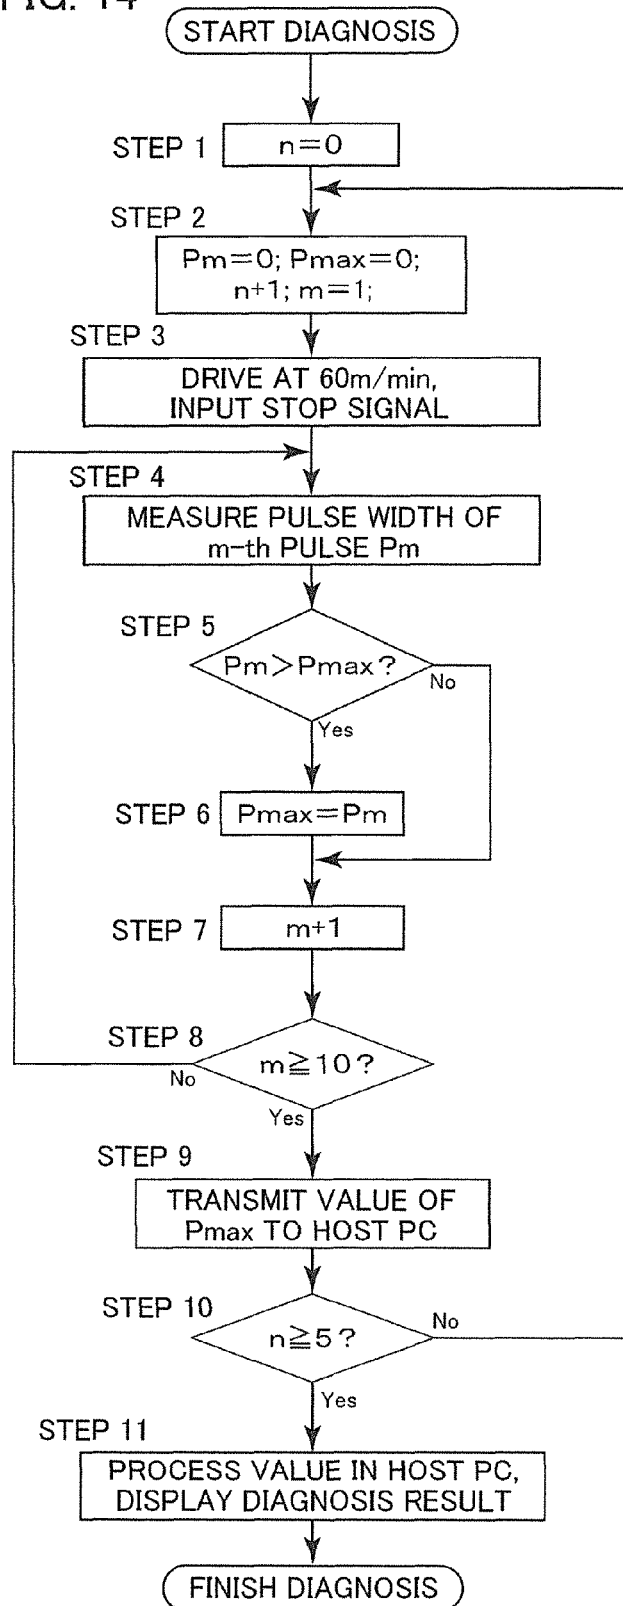 FIG. 14
START DIAGNOSIS
STEP 1
n=0
STEP 2
Pm=0; Pmax=0;
n+1; m=1;
STEP 3
DRIVE AT 60m/min,
INPUT STOP SIGNAL
STEP 4
MEASURE PULSE WIDTH OF
m-th PULSE Pm
STEP 5
Pm>Pmax?
No
Yes
STEP 6
Pmax=Pm
STEP 7
m+1
STEP 8
m≧10?
No
Yes
STEP 9
TRANSMIT VALUE OF
Pmax TO HOST PC
STEP 10
n≧5?
No
Yes
STEP 11
PROCESS VALUE IN HOST PC,
DISPLAY DIAGNOSIS RESULT
FINISH DIAGNOSIS